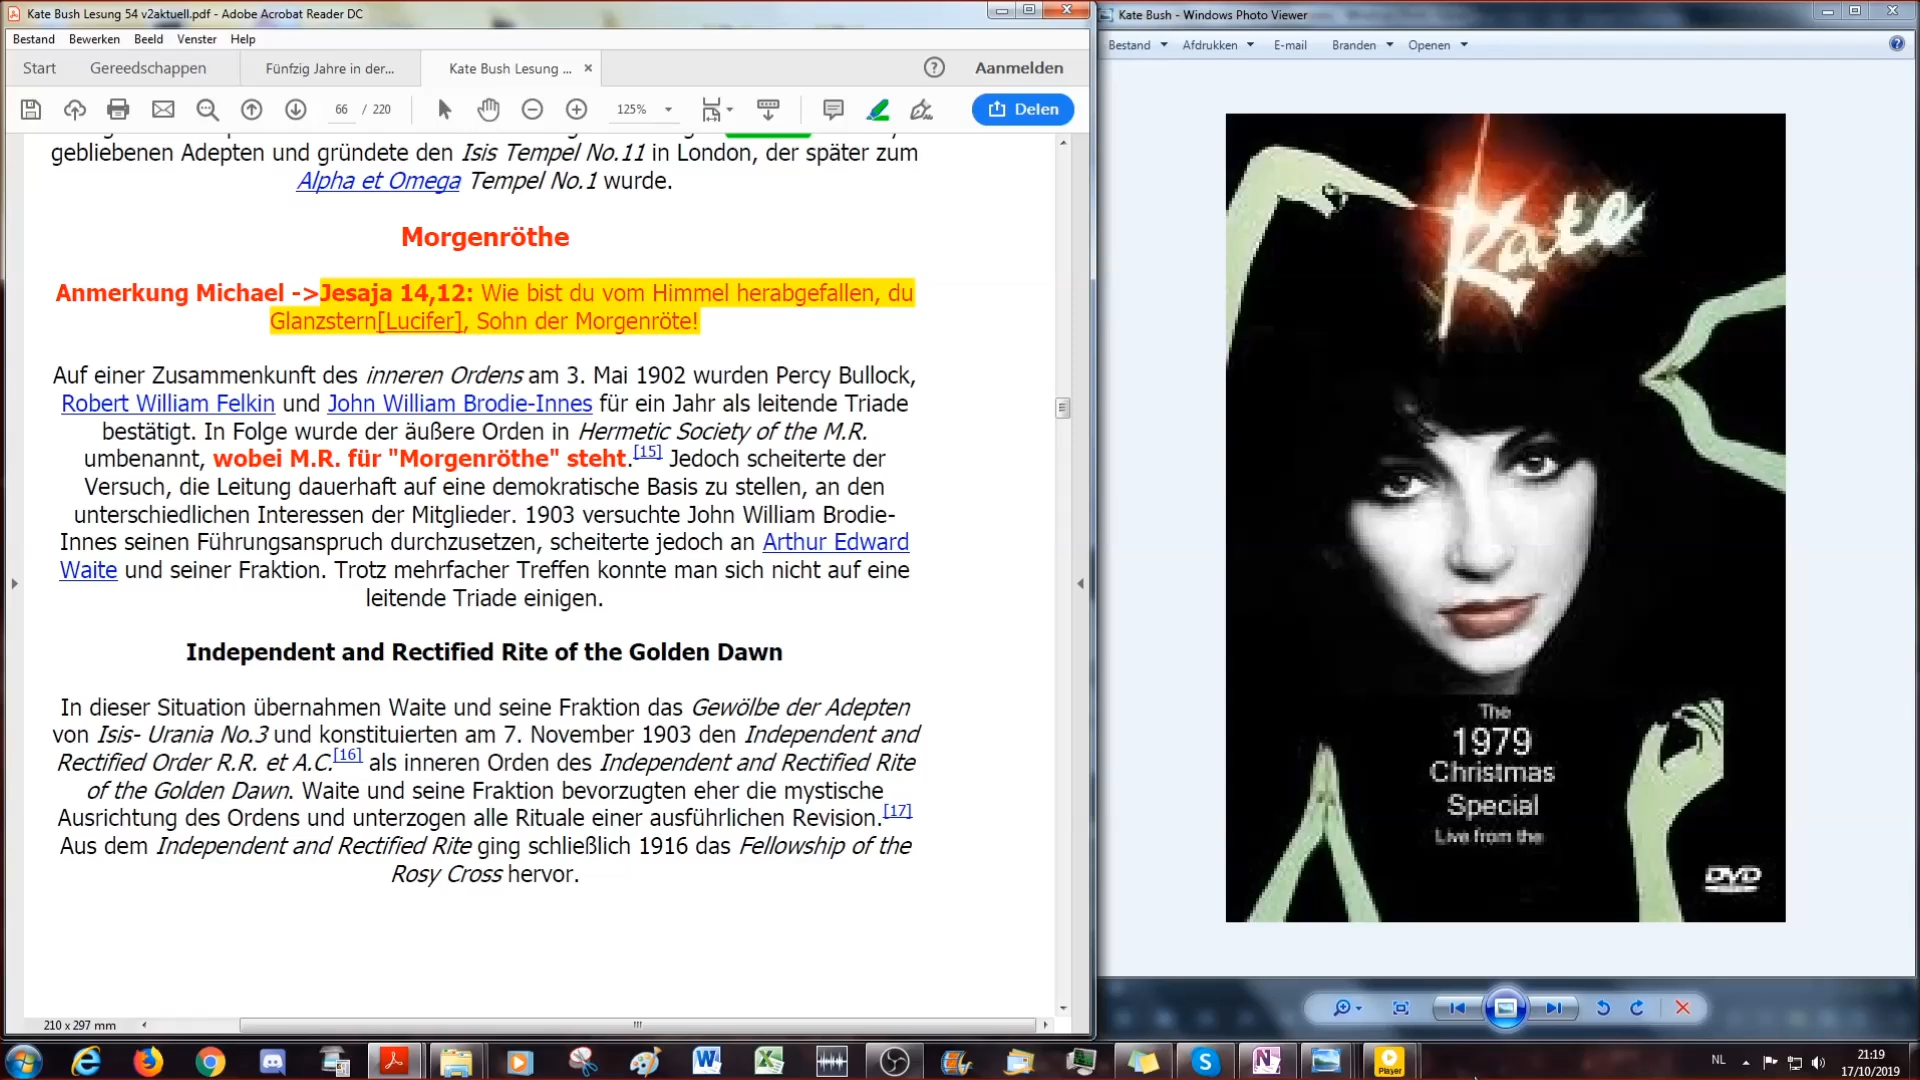 Kate Bush Lesung 54 v2aktuell.pdf - Adobe Acrobat Reader DC
Bestand Bewerken Beeld Venster Help
Start Gereedschappen Fünfzig Jahre in der... Kate Bush Lesung ... ×
? Aanmelden
66 / 220 125% Delen
gebliebenen Adepten und gründete den Isis Tempel No.11 in London, der später zum
Alpha et Omega Tempel No.1 wurde.
Morgenröthe
Anmerkung Michael ->Jesaja 14,12: Wie bist du vom Himmel herabgefallen, du
Glanzstern[Lucifer], Sohn der Morgenröte!
Auf einer Zusammenkunft des inneren Ordens am 3. Mai 1902 wurden Percy Bullock,
Robert William Felkin und John William Brodie-Innes für ein Jahr als leitende Triade
bestätigt. In Folge wurde der äußere Orden in Hermetic Society of the M.R.
umbenannt, wobei M.R. für "Morgenröthe" steht.[15] Jedoch scheiterte der
Versuch, die Leitung dauerhaft auf eine demokratische Basis zu stellen, an den
unterschiedlichen Interessen der Mitglieder. 1903 versuchte John William Brodie-
Innes seinen Führungsanspruch durchzusetzen, scheiterte jedoch an Arthur Edward
Waite und seiner Fraktion. Trotz mehrfacher Treffen konnte man sich nicht auf eine
leitende Triade einigen.
Independent and Rectified Rite of the Golden Dawn
In dieser Situation übernahmen Waite und seine Fraktion das Gewölbe der Adepten
von Isis- Urania No.3 und konstituierten am 7. November 1903 den Independent and
Rectified Order R.R. et A.C.[16] als inneren Orden des Independent and Rectified Rite
of the Golden Dawn. Waite und seine Fraktion bevorzugten eher die mystische
Ausrichtung des Ordens und unterzogen alle Rituale einer ausführlichen Revision.[17]
Aus dem Independent and Rectified Rite ging schließlich 1916 das Fellowship of the
Rosy Cross hervor.
210 x 297 mm
Kate Bush - Windows Photo Viewer
Bestand Afdrukken E-mail Branden Openen
Kate
The
1979
Christmas
Special
Live from the
DVD
Player
NL
21:19
17/10/2019